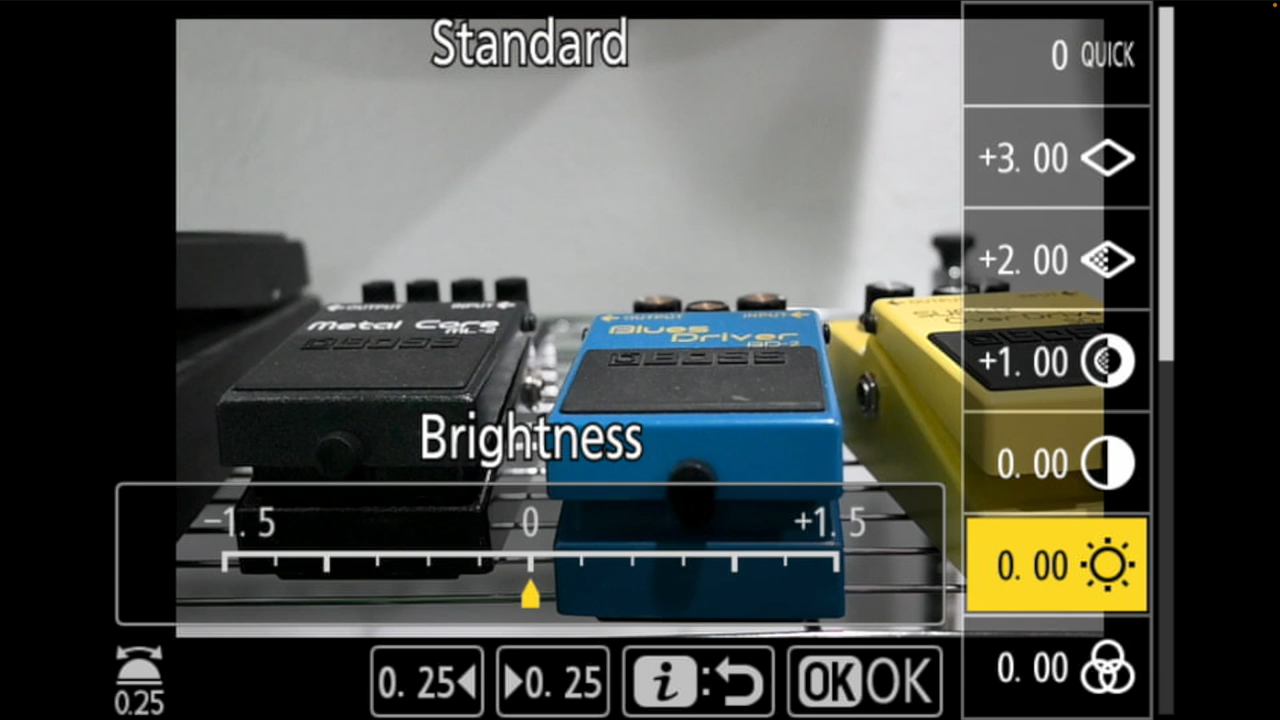 Standard
0 QUICK
+3.00
+2.00
+1.00
0.00
0.00
0.00
OUTPUT INPUT
Metal Core
ML-2
BOSS
OUTPUT INPUT
Blues
Driver
BD-2
BOSS
Brightness
-1.5 0 +1.5
0.25
0.25 0.25 i: OK OK